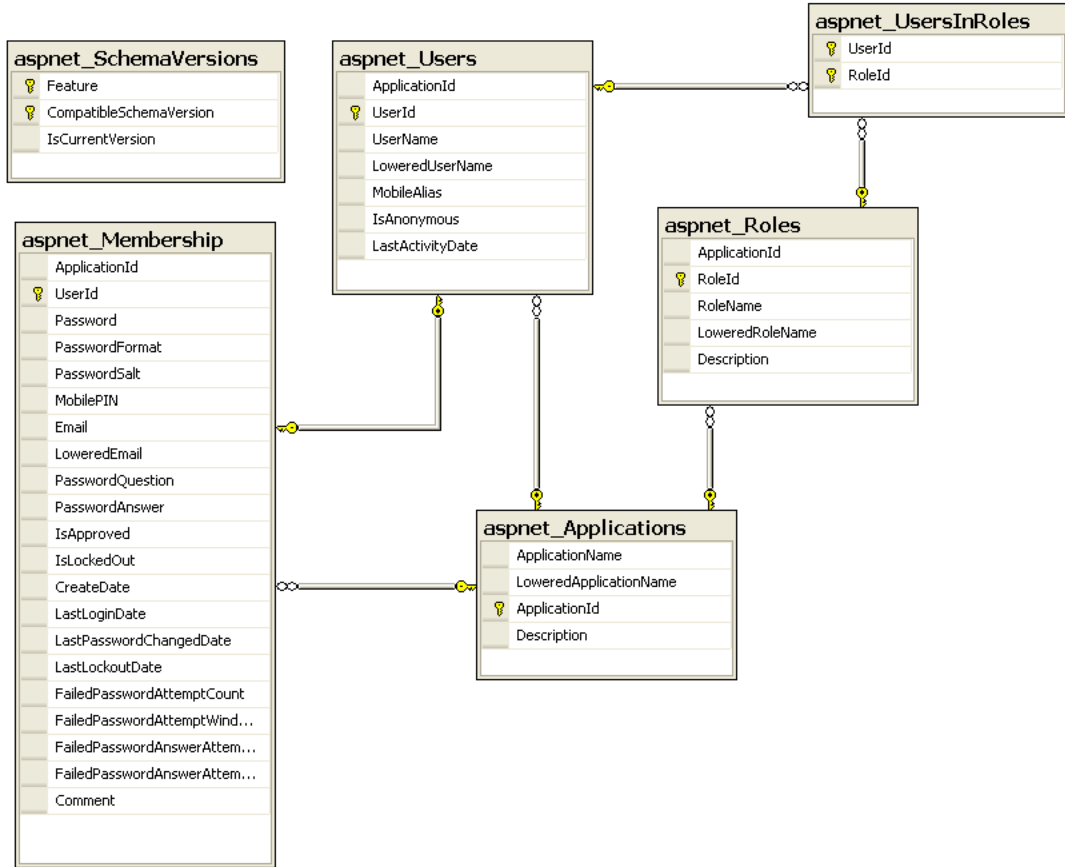 aspnet_SchemaVersions
Feature
CompatibleSchemaVersion
IsCurrentVersion
aspnet_Users
ApplicationId
UserId
UserName
LoweredUserName
MobileAlias
IsAnonymous
LastActivityDate
aspnet_UsersInRoles
UserId
RoleId
aspnet_Membership
ApplicationId
UserId
Password
PasswordFormat
PasswordSalt
MobilePIN
Email
LoweredEmail
PasswordQuestion
PasswordAnswer
IsApproved
IsLockedOut
CreateDate
LastLoginDate
LastPasswordChangedDate
LastLockoutDate
FailedPasswordAttemptCount
FailedPasswordAttemptWind...
FailedPasswordAnswerAttem...
FailedPasswordAnswerAttem...
Comment
aspnet_Roles
ApplicationId
RoleId
RoleName
LoweredRoleName
Description
aspnet_Applications
ApplicationName
LoweredApplicationName
ApplicationId
Description